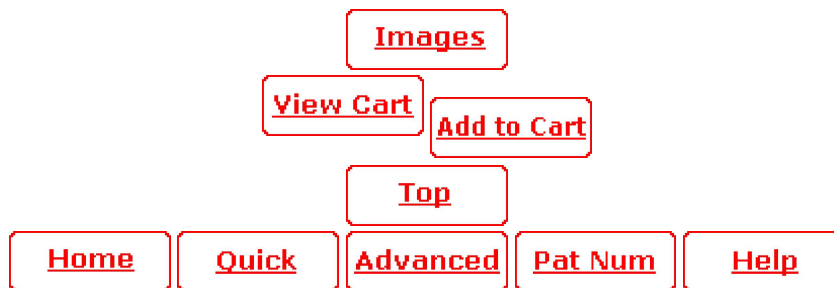 Images
View Cart
Add to Cart
Top
Home Quick Advanced Pat Num Help